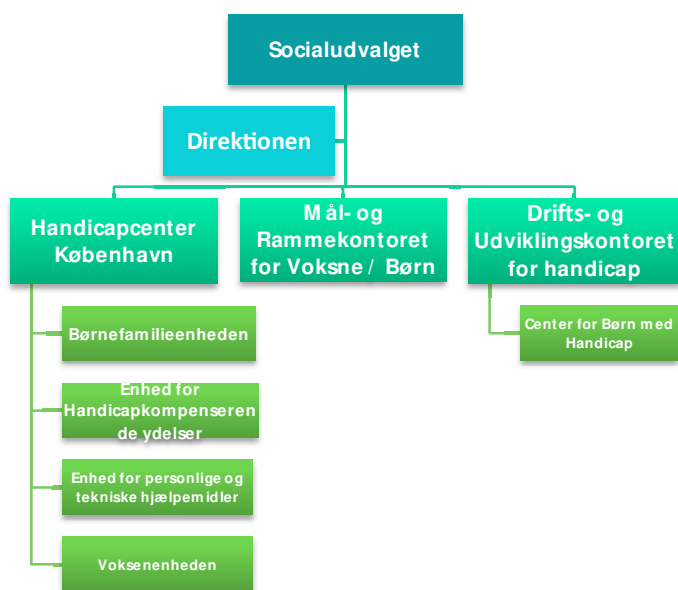 Socialudvalget
Direktionen
Handicapcenter
København
Mål- og
Rammekontoret
for Voksne / Børn
Drifts- og
Udviklingskontoret
for handicap
Børnefamilieenheden
Enhed for
Handicapkompenseren
de ydelser
Enhed for personlige og
tekniske hjælpemidler
Voksenenheden
Center for Børn med
Handicap